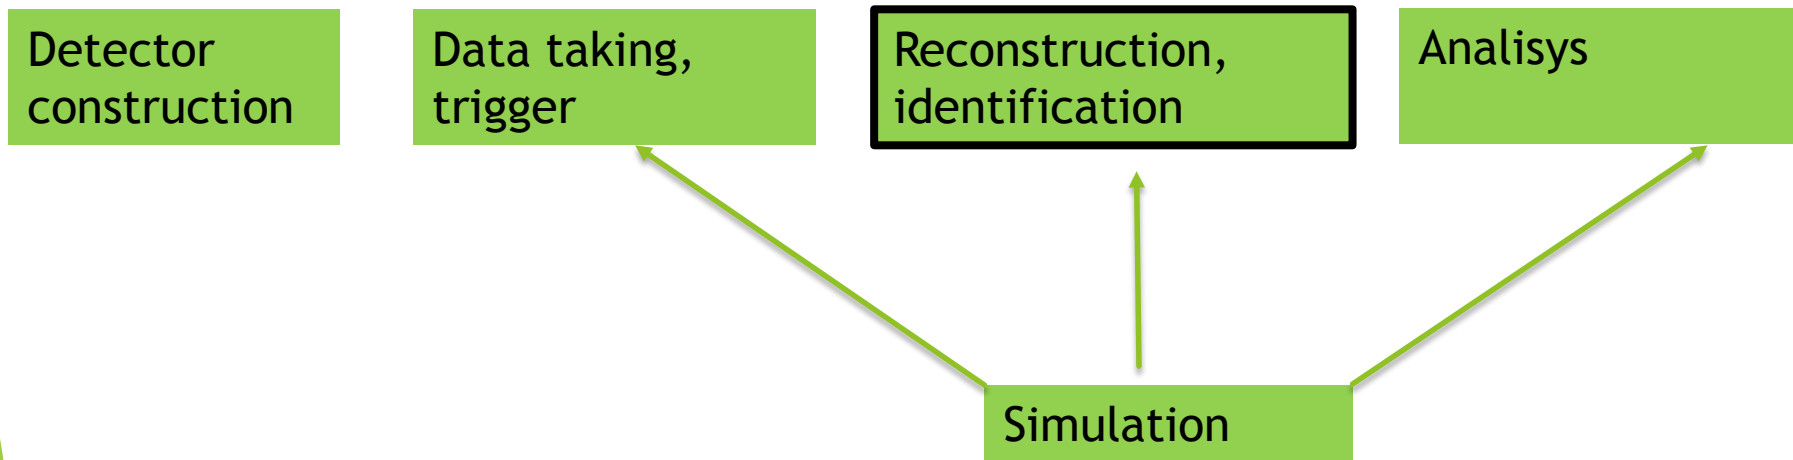 Detector
construction
Data taking,
trigger
Reconstruction,
identification
Analisys
Simulation